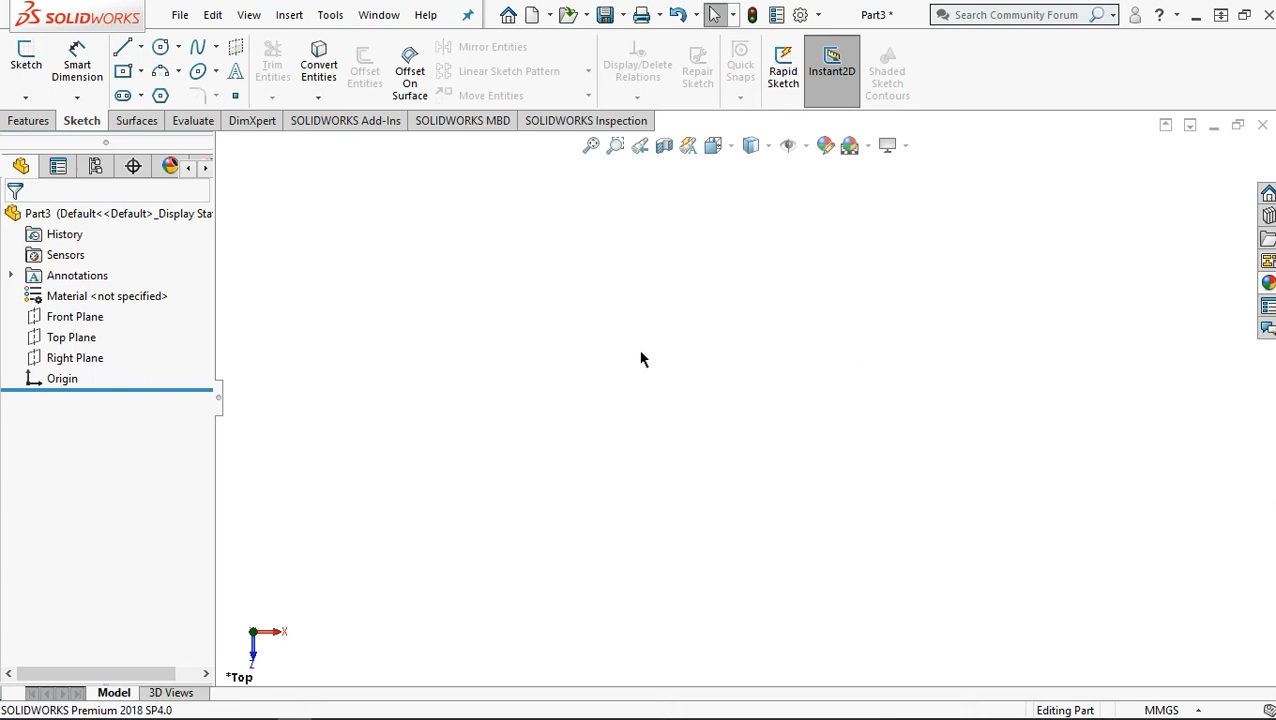 SOLIDWORKS
File Edit View Insert Tools Window Help
Part3 *
Search Community Forum
?
Sketch
Smart Dimension
Trim Entities
Convert Entities
Offset Entities
Offset On Surface
Mirror Entities
Linear Sketch Pattern
Move Entities
Display/Delete Relations
Repair Sketch
Quick Snaps
Rapid Sketch
Instant2D
Shaded Sketch Contours
Features Sketch Surfaces Evaluate DimXpert SOLIDWORKS Add-Ins SOLIDWORKS MBD SOLIDWORKS Inspection
Part3 (Default<<Default>_Display Sta
History
Sensors
Annotations
Material <not specified>
Front Plane
Top Plane
Right Plane
Origin
X
Z
*Top
Model 3D Views
SOLIDWORKS Premium 2018 SP4.0
Editing Part
MMGS